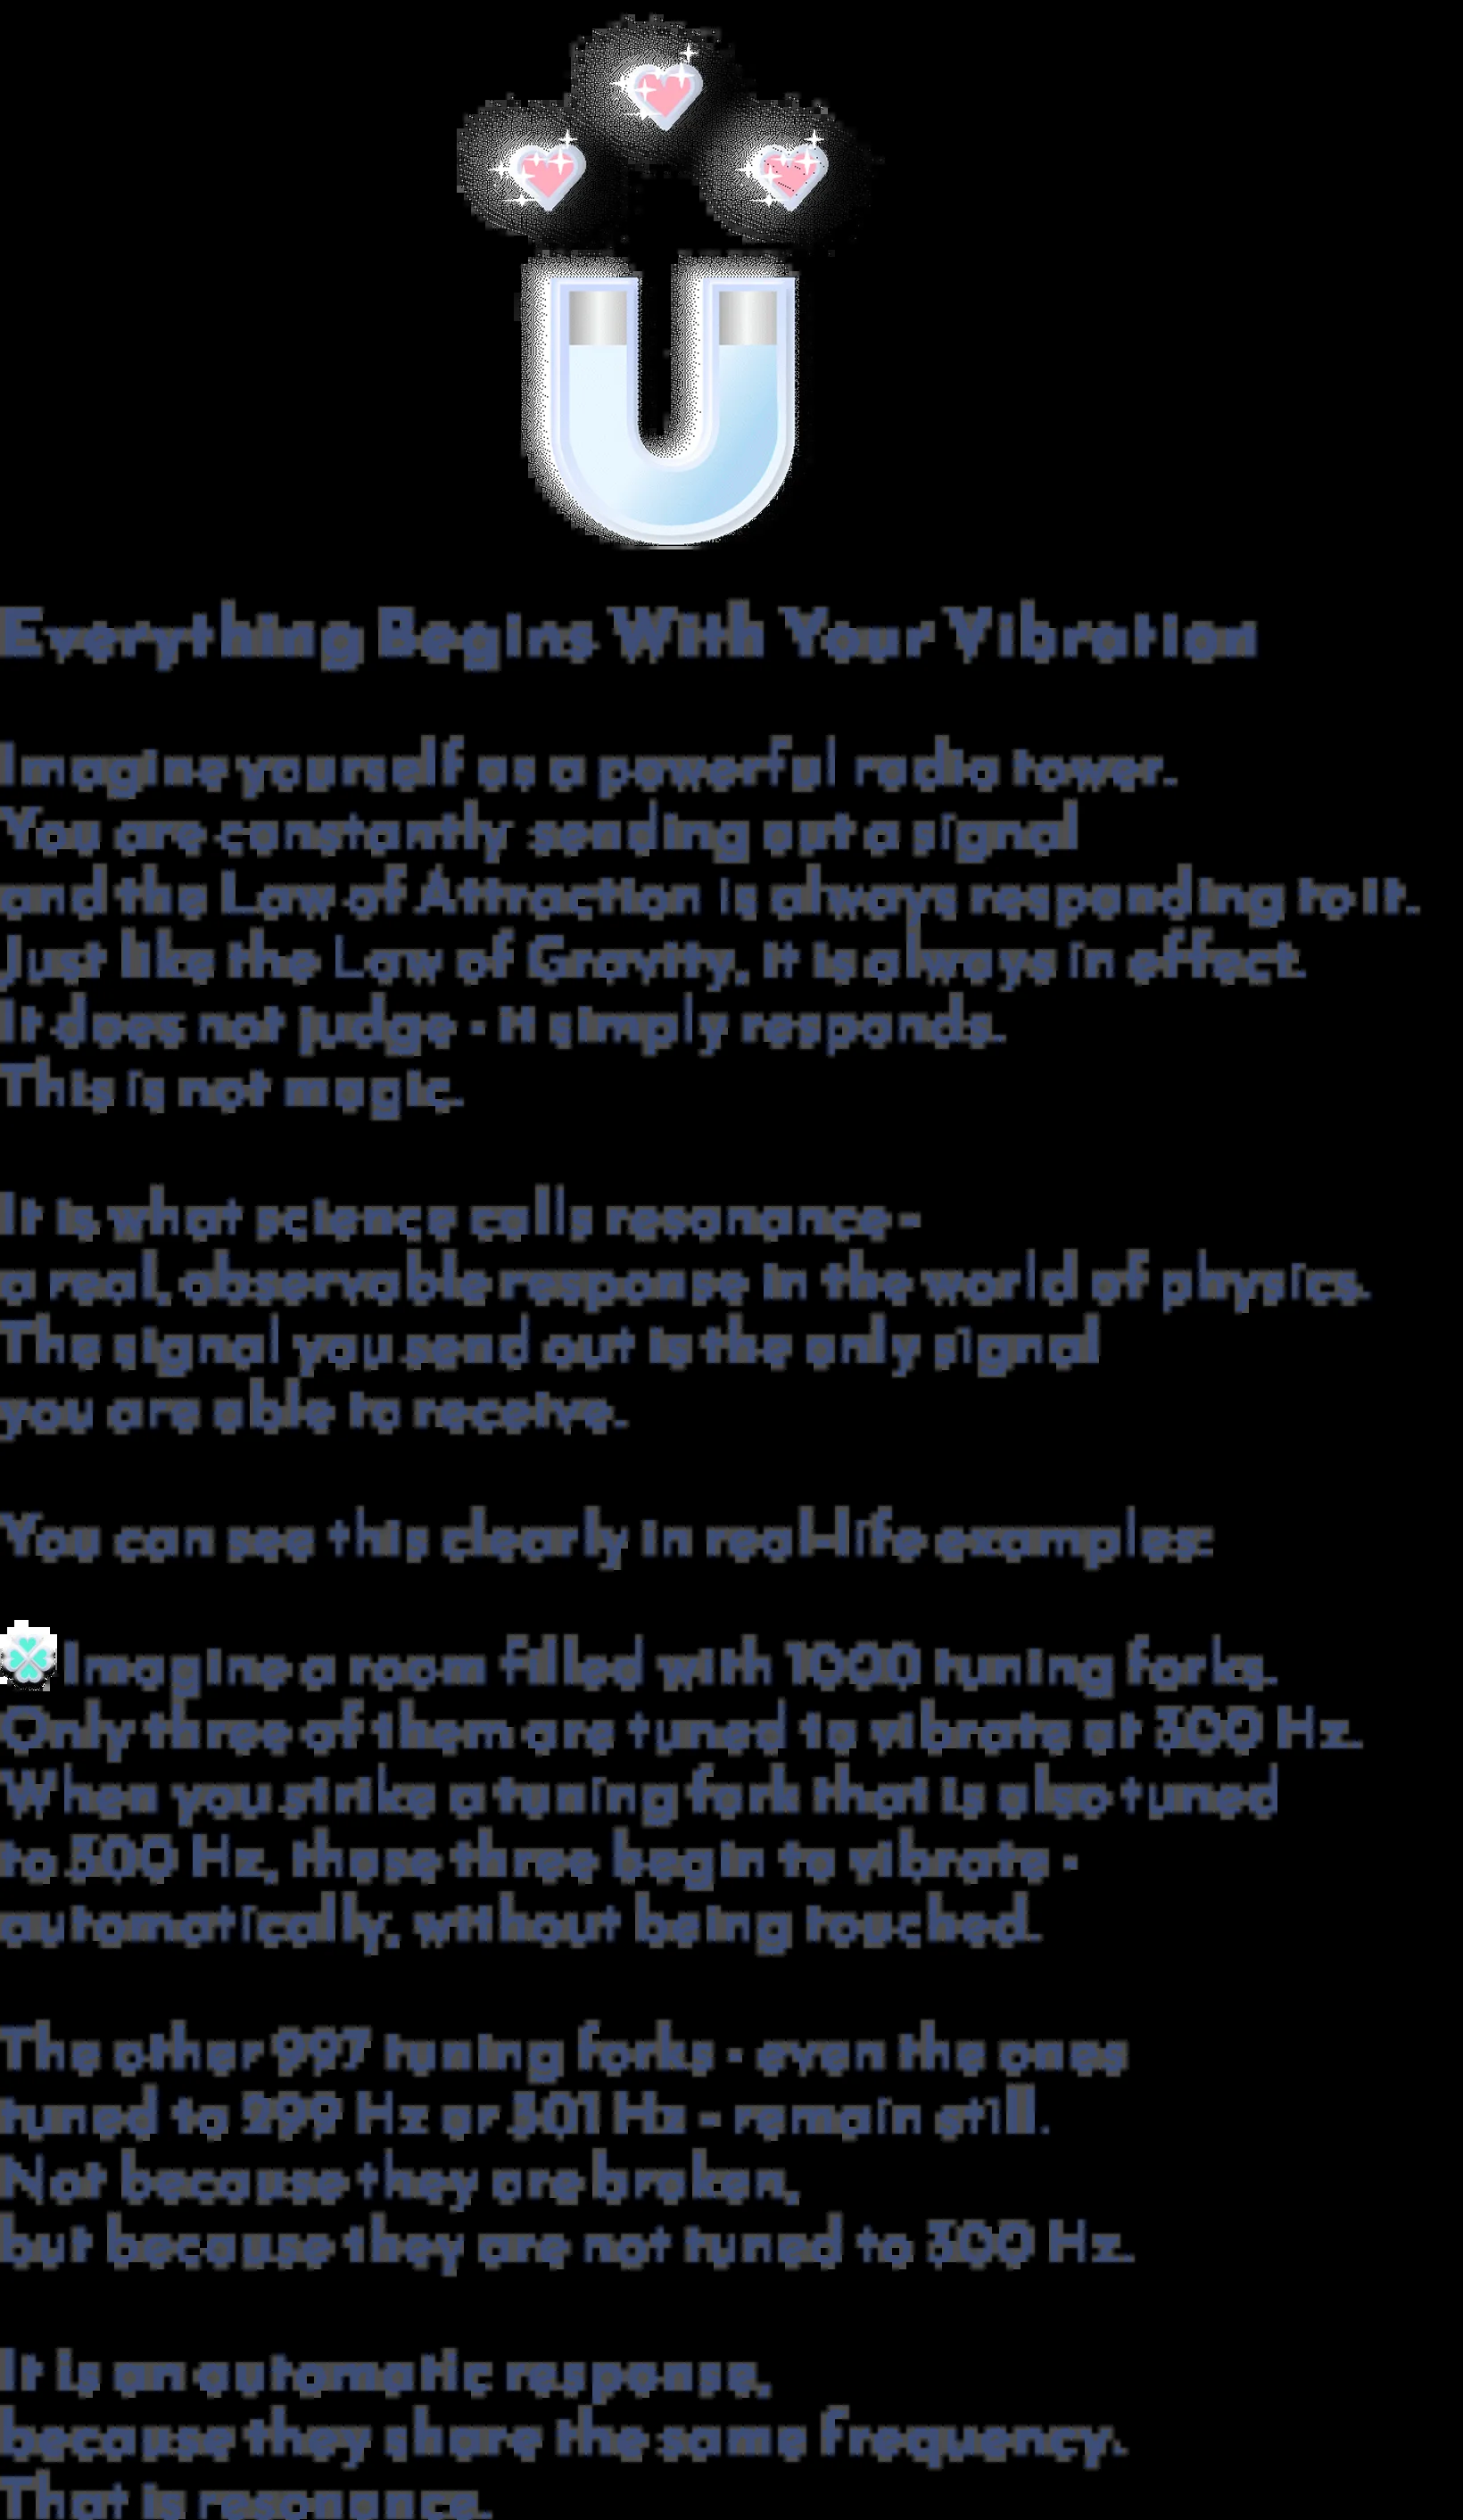 Everything Begins With Your Vibration
Imagine yourself as a powerful radio tower.
You are constantly sending out a signal
and the Law of Attraction is always responding to it.
Just like the Law of Gravity, it is always in effect.
It does not judge - it simply responds.
This is not magic.
It is what science calls resonance -
a real, observable response in the world of physics.
The signal you send out is the only signal
you are able to receive.
You can see this clearly in real-life examples:
Imagine a room filled with 1000 tuning forks.
Only three of them are tuned to vibrate at 300 Hz.
When you strike a tuning fork that is also tuned
to 300 Hz, those three begin to vibrate -
automatically, without being touched.
The other 997 tuning forks - even the ones
tuned to 299 Hz or 301 Hz - remain still.
Not because they are broken,
but because they are not tuned to 300 Hz.
It is an automatic response,
because they share the same frequency.
That is resonance.